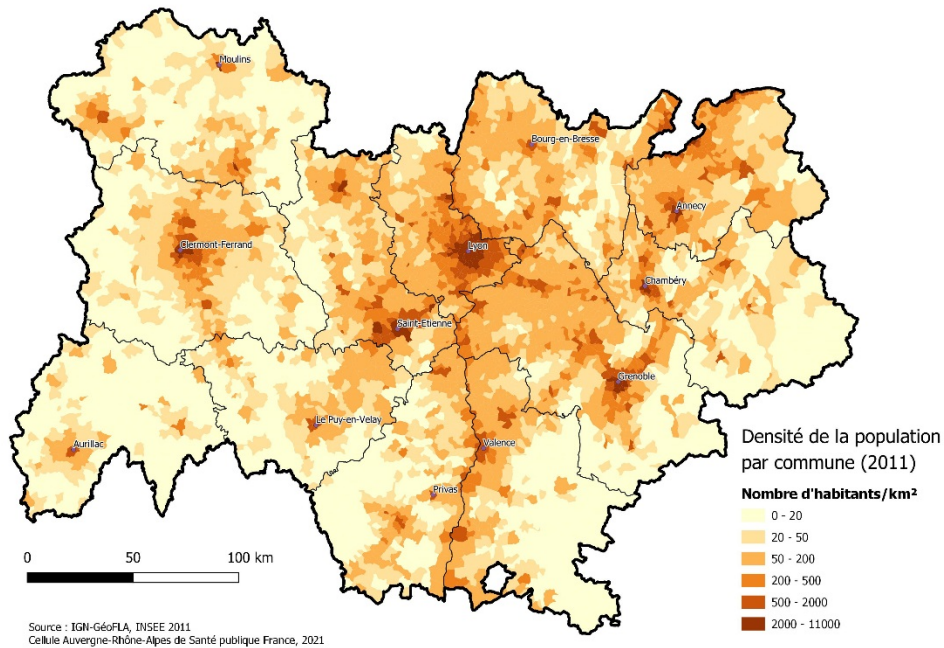 Moulins
Bourg-en-Bresse
Annecy
Clermont-Ferrand
Lyon
Chambéry
Saint-Etienne
Grenoble
Le Puy-en-Velay
Aurillac
Valence
Privas
Densité de la population
par commune (2011)
Nombre d'habitants/km²
0 - 20
20 - 50
50 - 200
200 - 500
500 - 2000
2000 - 11000
0 50 100 km
Source : IGN-GéoFLA, INSEE 2011
Cellule Auvergne-Rhône-Alpes de Santé publique France, 2021